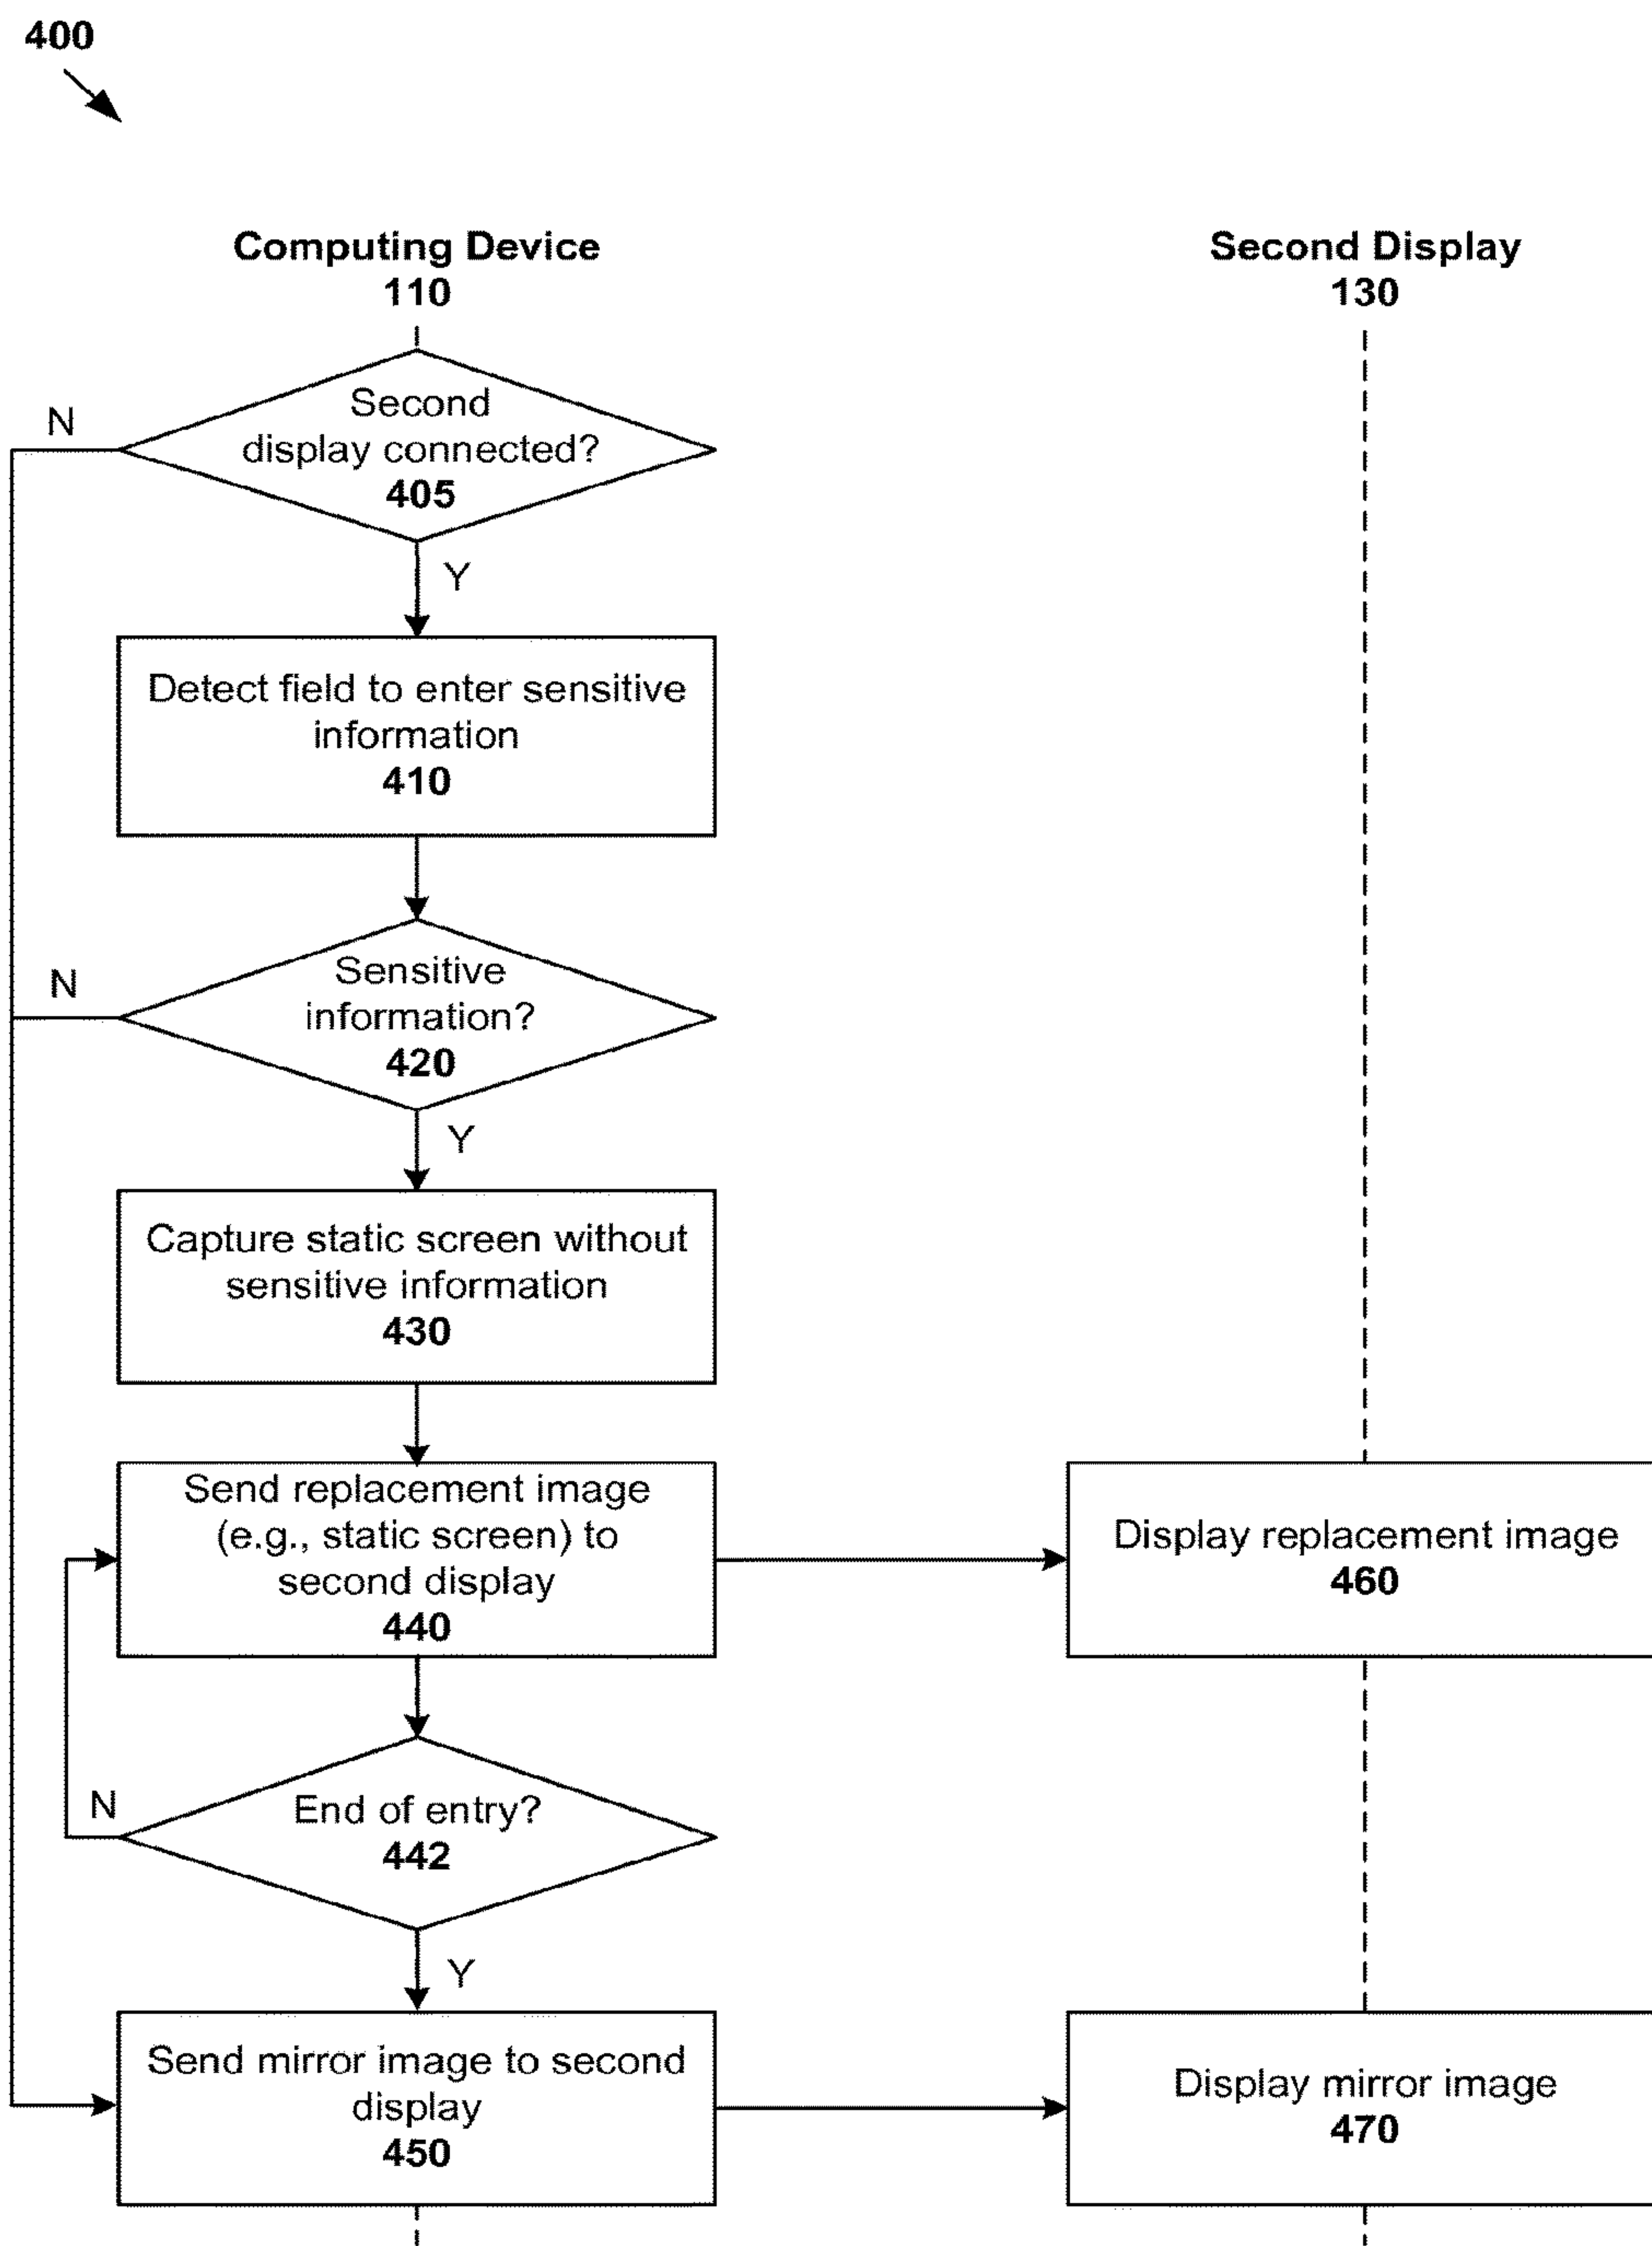 400
Computing Device
110
Second Display
130
N
Second
display connected?
405
Y
Detect field to enter sensitive
information
410
N
Sensitive
information?
420
Y
Capture static screen without
sensitive information
430
Send replacement image
(e.g., static screen) to
second display
440
Display replacement image
460
N
End of entry?
442
Y
Send mirror image to second
display
450
Display mirror image
470